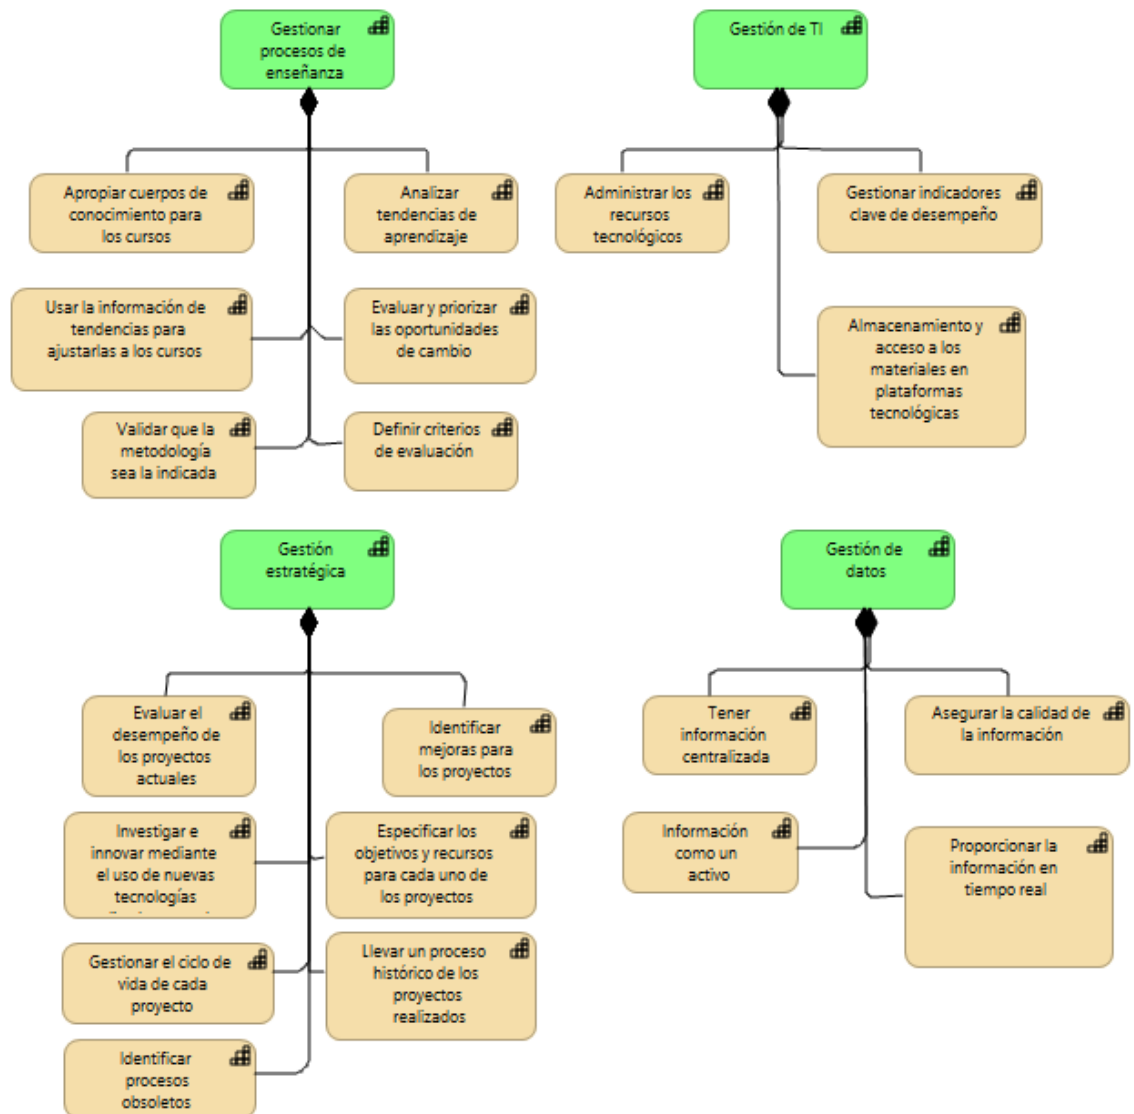 Gestionar
procesos de
enseñanza
Apropiar cuerpos de
conocimiento para
los cursos
Analizar
tendencias de
aprendizaje
Usar la información de
tendencias para
ajustarlas a los cursos
Evaluar y priorizar
las oportunidades
de cambio
Validar que la
metodología
sea la indicada
Definir criterios
de evaluación
Gestión de TI
Administrar los
recursos
tecnológicos
Gestionar indicadores
clave de desempeño
Almacenamiento y
acceso a los
materiales en
plataformas
tecnológicas
Gestión
estratégica
Evaluar el
desempeño de
los proyectos
actuales
Identificar
mejoras para
los proyectos
Investigar e
innovar mediante
el uso de nuevas
tecnologías
Especificar los
objetivos y recursos
para cada uno de
los proyectos
Gestionar el ciclo de
vida de cada
proyecto
Llevar un proceso
histórico de los
proyectos
realizados
Identificar
procesos
obsoletos
Gestión de
datos
Tener
información
centralizada
Asegurar la calidad de
la información
Información
como un
activo
Proporcionar la
información en
tiempo real